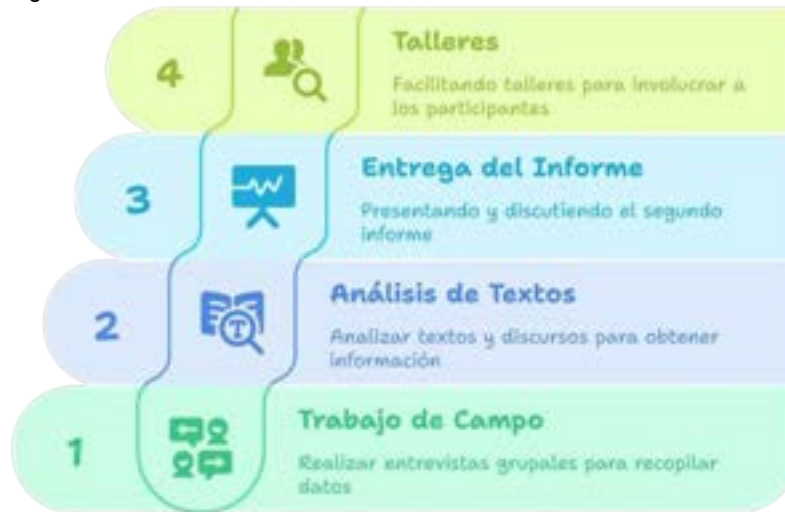 4
Talleres
Facilitando talleres para involucrar a
los participantes
3
Entrega del Informe
Presentando y discutiendo el segundo
informe
2
T
Análisis de Textos
Analizar textos y discursos para obtener
información
1
Trabajo de Campo
Realizar entrevistas grupales para recopilar
datos